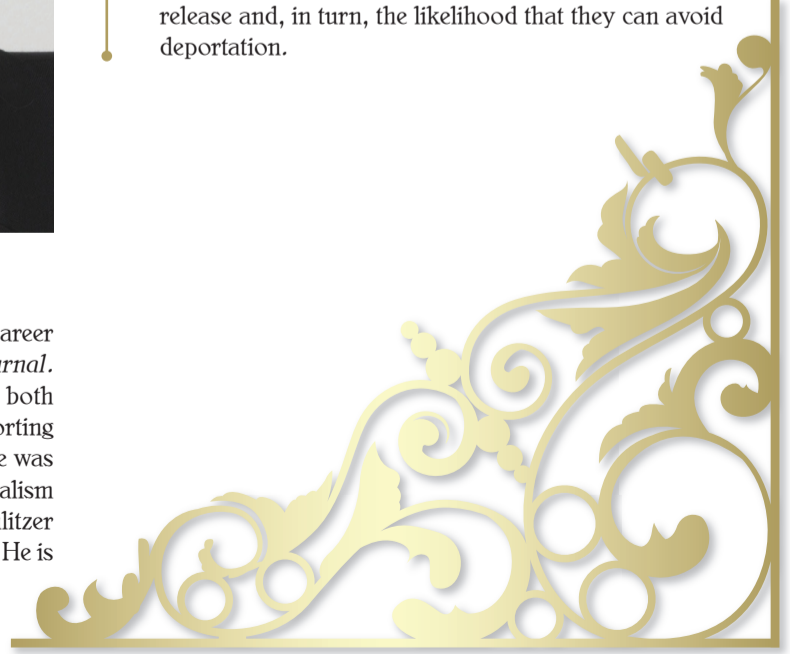 release and, in turn, the likelihood that they can avoid
deportation.
areer
rnal.
both
orting
e was
alism
litzer
He is